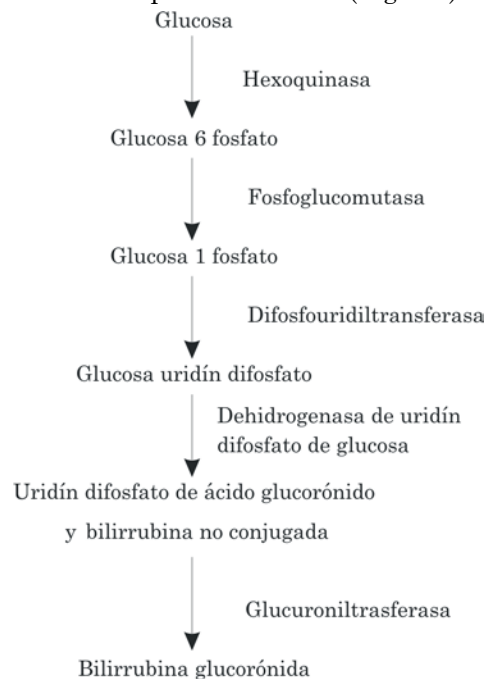 Glucosa
Hexoquinasa
Glucosa 6 fosfato
Fosfoglucomutasa
Glucosa 1 fosfato
Difosfouridiltransferasa
Glucosa uridín difosfato
Dehidrogenasa de uridín
difosfato de glucosa
Uridín difosfato de ácido glucorónido
y bilirrubina no conjugada
Glucuroniltrasferasa
Bilirrubina glucorónida